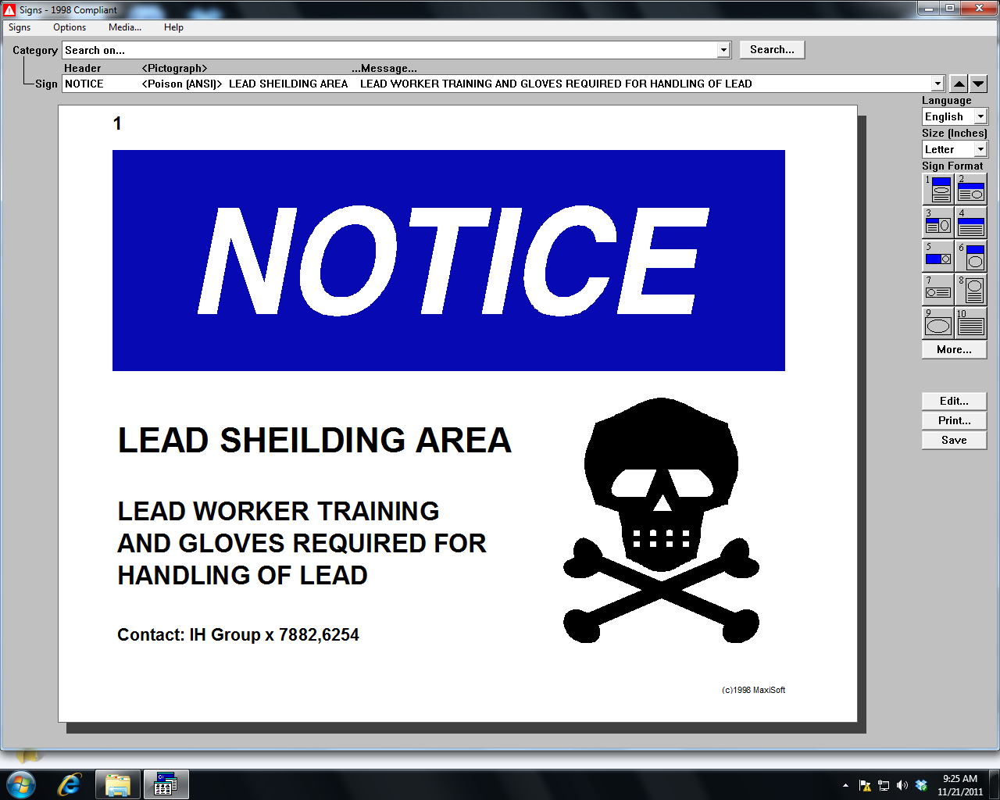 Signs - 1998 Compliant
Signs Options Media... Help
Category Search on... Search...
Header <Pictograph> ...Message...
Sign NOTICE <Poison (ANSI)> LEAD SHEILDING AREA LEAD WORKER TRAINING AND GLOVES REQUIRED FOR HANDLING OF LEAD
Language
English
Size (Inches)
Letter
Sign Format
1 2
3 4
5 6
7 8
9 10
More...
Edit...
Print...
Save
1
NOTICE
LEAD SHEILDING AREA
LEAD WORKER TRAINING
AND GLOVES REQUIRED FOR
HANDLING OF LEAD
Contact: IH Group x 7882,6254
(c)1998 MaxiSoft
9:25 AM
11/21/2011